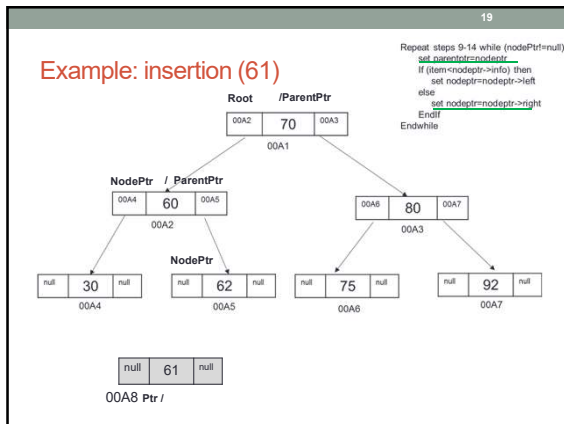 19
Repeat steps 9-14 while (nodePtr!=null)
set parentptr=nodeptr
If (item<nodeptr->info) then
set nodeptr=nodeptr->left
else
set nodeptr=nodeptr->right
EndIf
Endwhile
Example: insertion (61)
Root /ParentPtr
00A2 70 00A3
00A1
NodePtr / ParentPtr
00A4 60 00A5
00A2
00A6 80 00A7
00A3
NodePtr
null 30 null
00A4
null 62 null
00A5
null 75 null
00A6
null 92 null
00A7
null 61 null
00A8 Ptr /